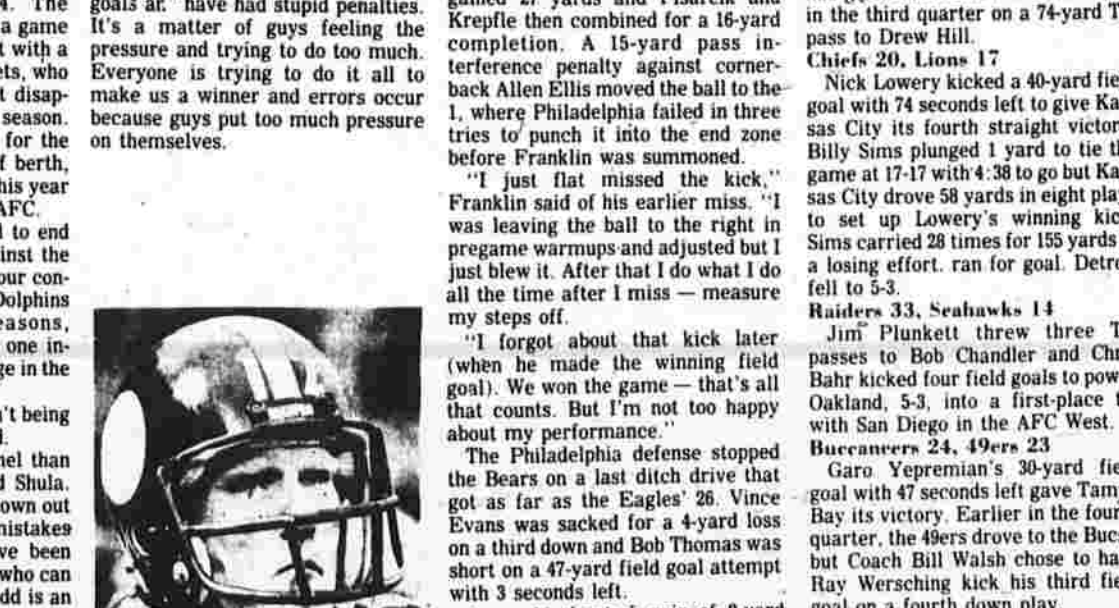 4. The
a game
t with a
ets, who
t disap-
season.
for the
f berth,
his year
AFC.
l to end
inst the
our con-
Dolphins
easons,
one in-
ge in the
't being
l.
nel than
d Shula.
own out
mistakes
ve been
who can
dd is an
have had stupid penalties.
It's a matter of guys feeling the
pressure and trying to do too much.
Everyone is trying to do it all to
make us a winner and errors occur
because guys put too much pressure
on themselves.
gained 27 yards and Pisarcik and
Krepfle then combined for a 16-yard
completion. A 15-yard pass in-
terference penalty against corner-
back Allen Ellis moved the ball to the
1, where Philadelphia failed in three
tries to punch it into the end zone
before Franklin was summoned.
"I just flat missed the kick,"
Franklin said of his earlier miss. "I
was leaving the ball to the right in
pregame warmups and adjusted but I
just blew it. After that I do what I do
all the time after I miss — measure
my steps off.
"I forgot about that kick later
(when he made the winning field
goal). We won the game — that's all
that counts. But I'm not too happy
about my performance."
The Philadelphia defense stopped
the Bears on a last ditch drive that
got as far as the Eagles' 26. Vince
Evans was sacked for a 4-yard loss
on a third down and Bob Thomas was
short on a 47-yard field goal attempt
with 3 seconds left.
in the third quarter on a 74-yard T
pass to Drew Hill.
Chiefs 20, Lions 17
Nick Lowery kicked a 40-yard fie
goal with 74 seconds left to give Ka
sas City its fourth straight victor
Billy Sims plunged 1 yard to tie th
game at 17-17 with 4:38 to go but Ka
sas City drove 58 yards in eight pla
to set up Lowery's winning kic
Sims carried 28 times for 155 yards
a losing effort. ran for goal. Detro
fell to 5-3.
Raiders 33, Seahawks 14
Jim Plunkett threw three
passes to Bob Chandler and Ch
Bahr kicked four field goals to pow
Oakland, 5-3, into a first-place t
with San Diego in the AFC West.
Buccaneers 24, 49ers 23
Garo Yepremian's 30-yard fie
goal with 47 seconds left gave Tam
Bay its victory. Earlier in the four
quarter, the 49ers drove to the Buc
but Coach Bill Walsh chose to ha
Ray Wersching kick his third fie
goal on a fourth down play.